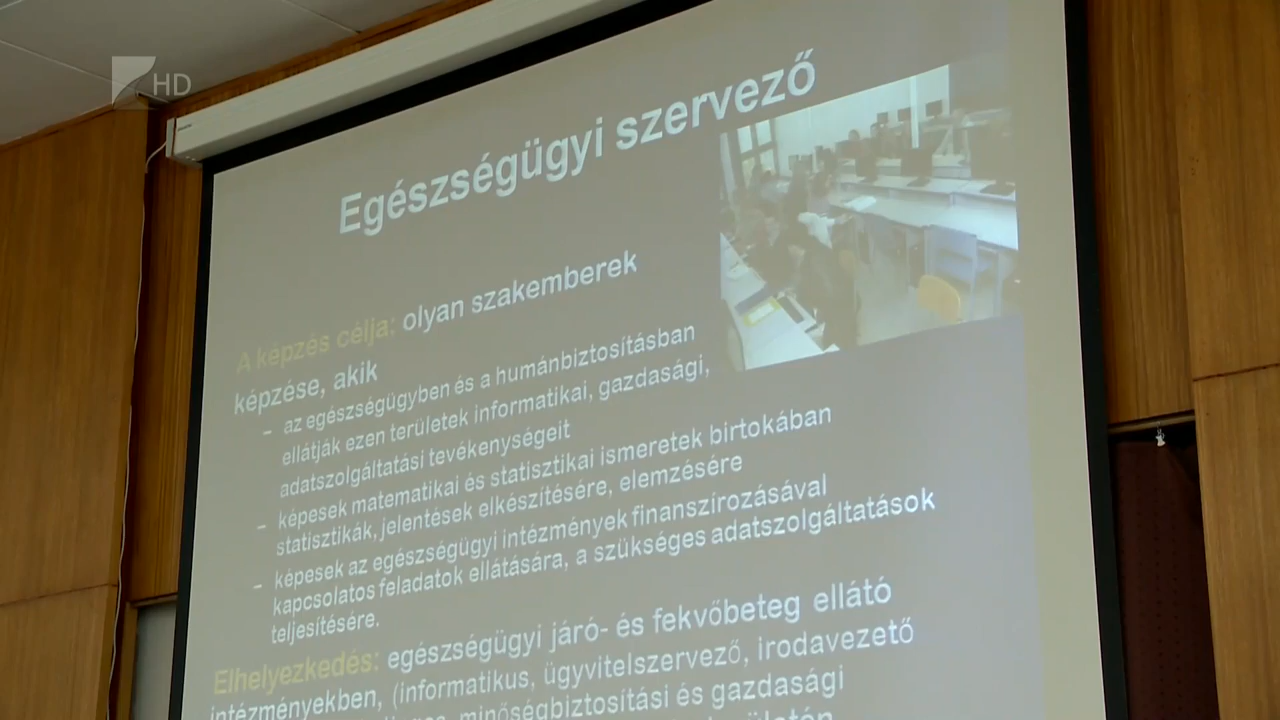 HD
Egészségügyi szervező
A képzés célja: olyan szakemberek
képzése, akik
– az egészségügyben és a humánbiztosításban
ellátják ezen területek informatikai, gazdasági,
adatszolgáltatási tevékenységeit
– képesek matematikai és statisztikai ismeretek birtokában
statisztikák, jelentések elkészítésére, elemzésére
– képesek az egészségügyi intézmények finanszírozásával
kapcsolatos feladatok ellátására, a szükséges adatszolgáltatások
teljesítésére.
Elhelyezkedés: egészségügyi járó- és fekvőbeteg ellátó
intézményekben, (informatikus, ügyvitelszervező, irodavezető
minőségbiztosítási és gazdasági